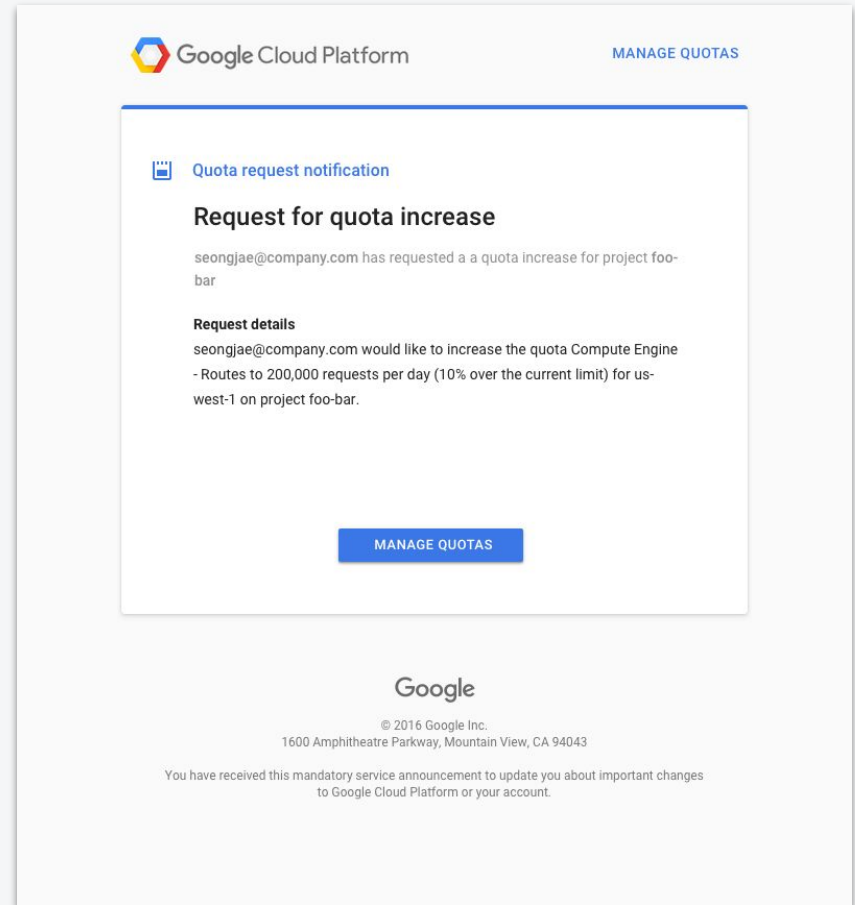 Google Cloud Platform
MANAGE QUOTAS
Quota request notification
Request for quota increase
seongjae@company.com has requested a a quota increase for project foo-
bar
Request details
seongjae@company.com would like to increase the quota Compute Engine
- Routes to 200,000 requests per day (10% over the current limit) for us-
west-1 on project foo-bar.
MANAGE QUOTAS
Google
© 2016 Google Inc.
1600 Amphitheatre Parkway, Mountain View, CA 94043
You have received this mandatory service announcement to update you about important changes
to Google Cloud Platform or your account.